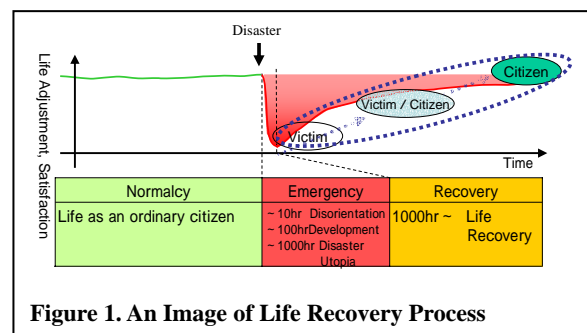 Disaster
Life Adjustment, Satisfaction
Citizen
Victim / Citizen
Victim
Time
Normalcy
Emergency
Recovery
Life as an ordinary citizen
~ 10hr Disorientation
~ 100hrDevelopment
~ 1000hr Disaster
Utopia
1000hr ~ Life
Recovery
Figure 1. An Image of Life Recovery Process